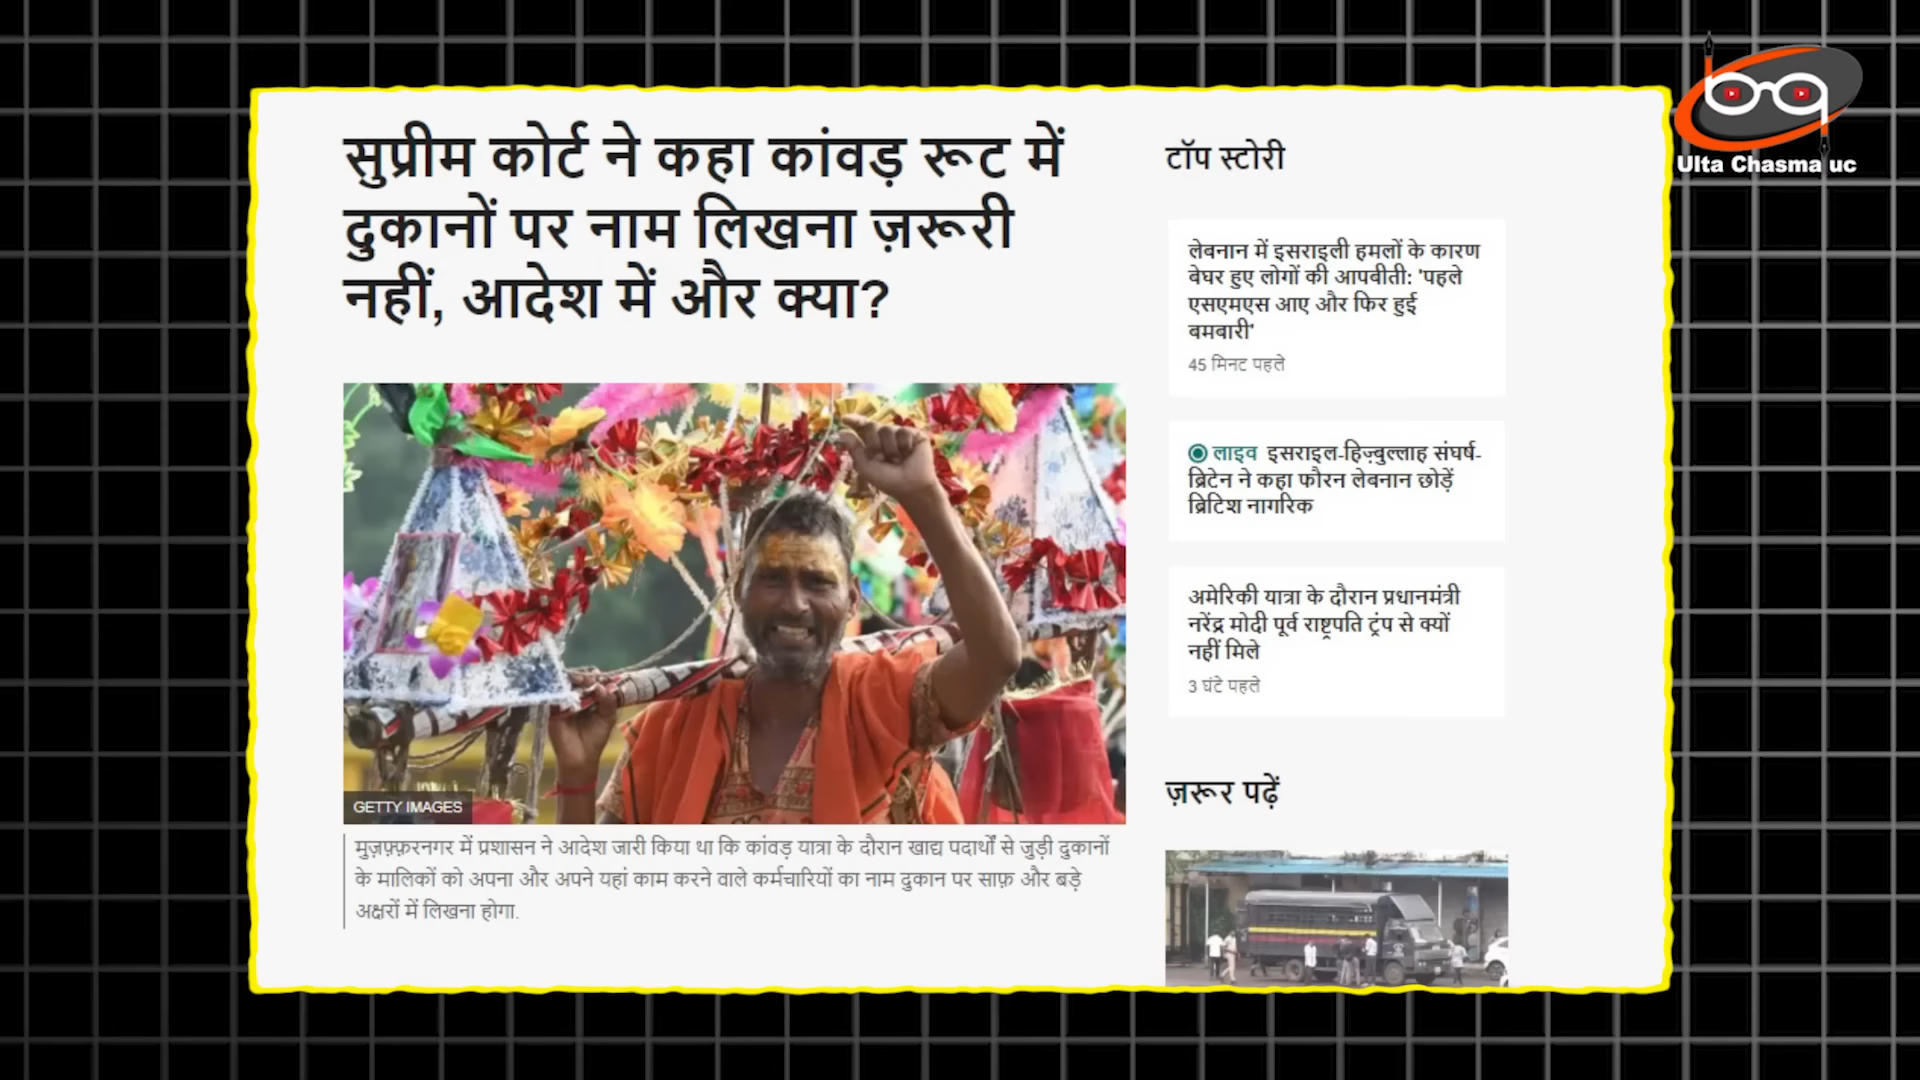 सुप्रीम कोर्ट ने कहा कांवड़ रूट में
दुकानों पर नाम लिखना ज़रूरी
नहीं, आदेश में और क्या?
GETTY IMAGES
मुज़फ़्फ़रनगर में प्रशासन ने आदेश जारी किया था कि कांवड़ यात्रा के दौरान खाद्य पदार्थों से जुड़ी दुकानों
के मालिकों को अपना और अपने यहां काम करने वाले कर्मचारियों का नाम दुकान पर साफ़ और बड़े
अक्षरों में लिखना होगा.
टॉप स्टोरी
लेबनान में इसराइली हमलों के कारण
बेघर हुए लोगों की आपबीती: 'पहले
एसएमएस आए और फिर हुई
बमबारी'
45 मिनट पहले
लाइव इसराइल-हिज़्बुल्लाह संघर्ष-
ब्रिटेन ने कहा फौरन लेबनान छोड़ें
ब्रिटिश नागरिक
अमेरिकी यात्रा के दौरान प्रधानमंत्री
नरेंद्र मोदी पूर्व राष्ट्रपति ट्रंप से क्यों
नहीं मिले
3 घंटे पहले
ज़रूर पढ़ें
Ulta Chasma uc